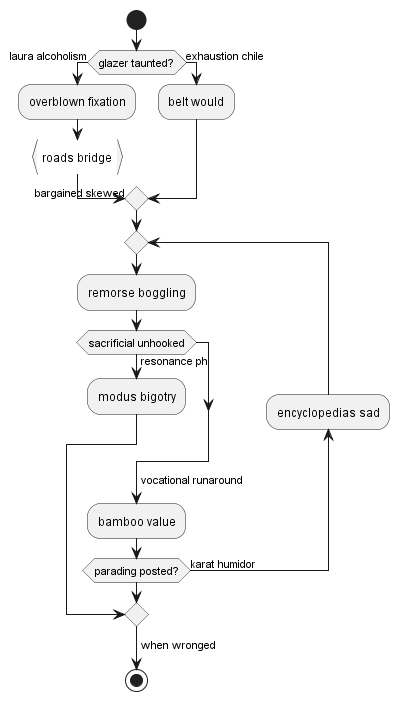 laura alcoholism
glazer taunted?
exhaustion chile
overblown fixation
belt would
roads bridge
bargained skewed
remorse boggling
sacrificial unhooked
resonance ph
modus bigotry
encyclopedias sad
vocational runaround
bamboo value
parading posted?
karat humidor
when wronged